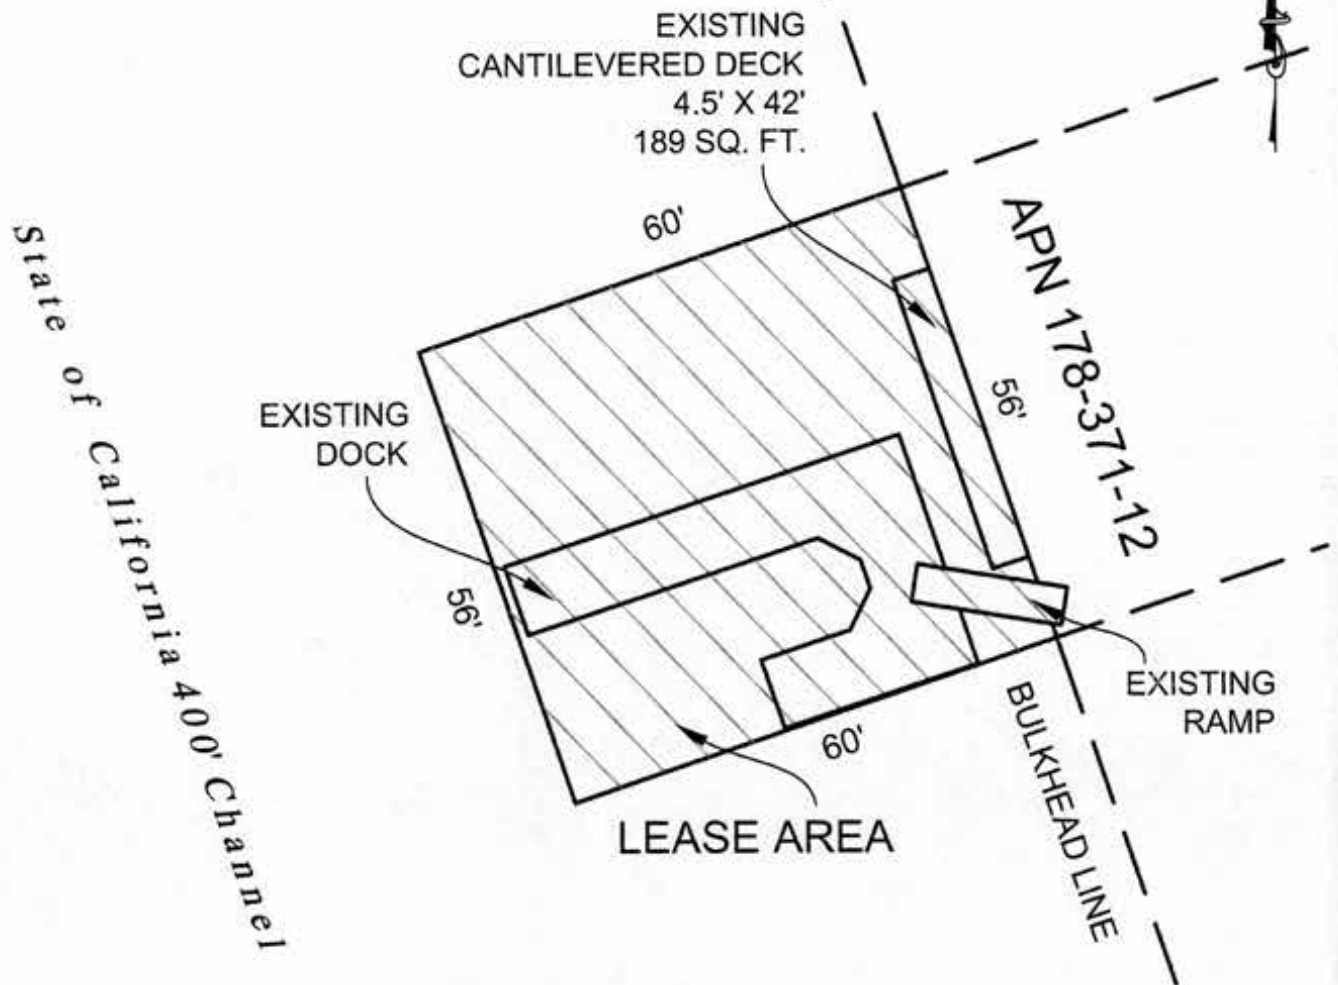 EXISTING
CANTILEVERED DECK
4.5' X 42'
189 SQ. FT.
60'
APN 178-371-12
State of California 400' Channel
EXISTING
DOCK
56'
56'
EXISTING
RAMP
60'
BULKHEAD LINE
LEASE AREA